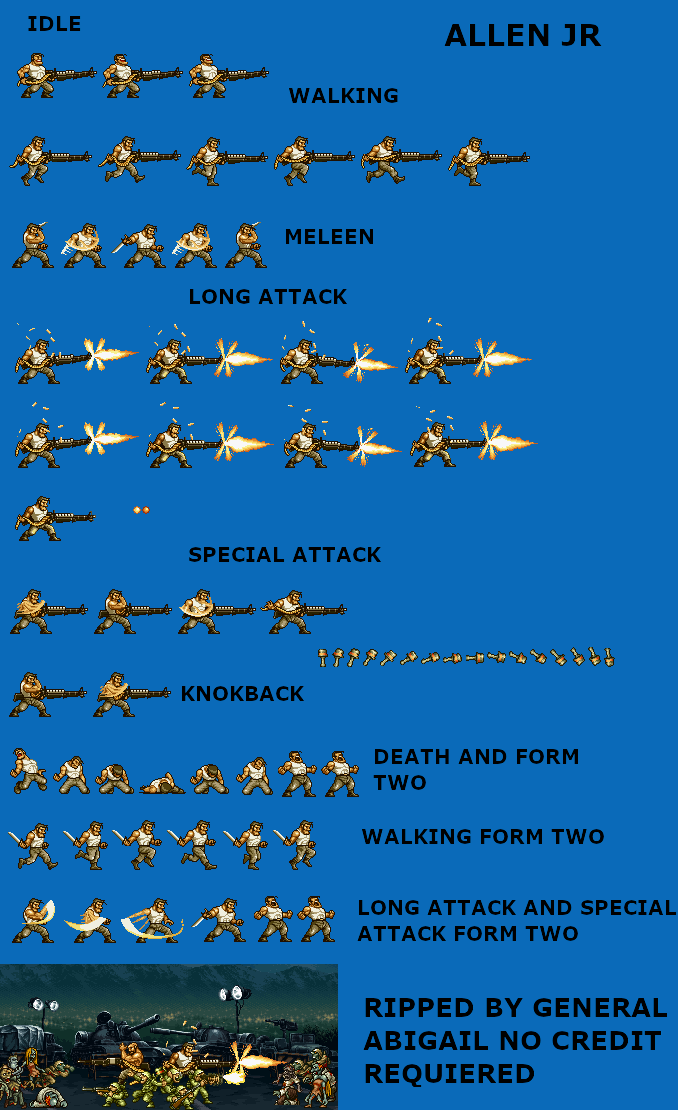 IDLE
ALLEN JR
WALKING
MELEEN
LONG ATTACK
SPECIAL ATTACK
KNOKBACK
DEATH AND FORM
TWO
WALKING FORM TWO
LONG ATTACK AND SPECIAL
ATTACK FORM TWO
RIPPED BY GENERAL
ABIGAIL NO CREDIT
REQUIERED